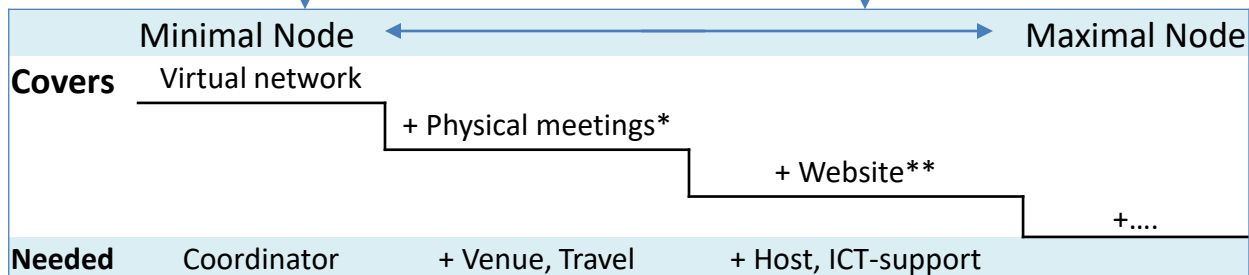 Minimal Node Maximal Node
Covers Virtual network
+ Physical meetings*
+ Website**
+....
Needed Coordinator + Venue, Travel + Host, ICT-support